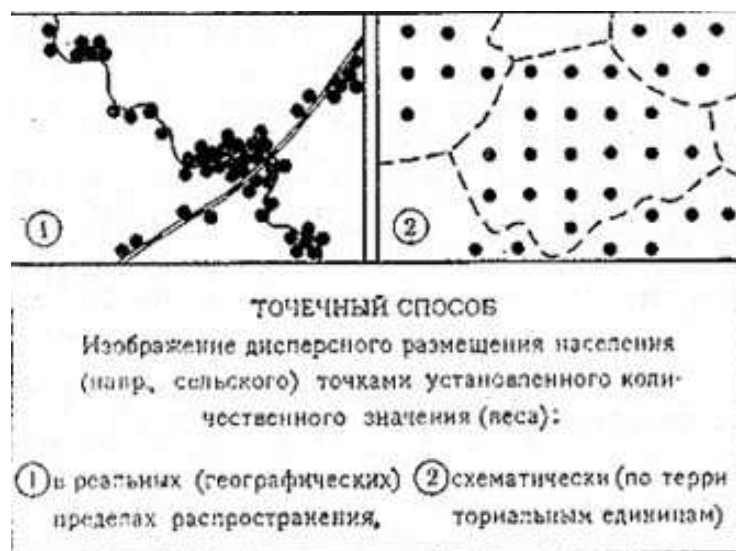 1
2
ТОЧЕЧНЫЙ СПОСОБ
Изображение дисперсного размещения населения
(напр., сельского) точками установленного коли-
чественного значения (веса):
1 в реальных (географических)
пределах распространения,
2 схематически (по терри
ториальным единицам)